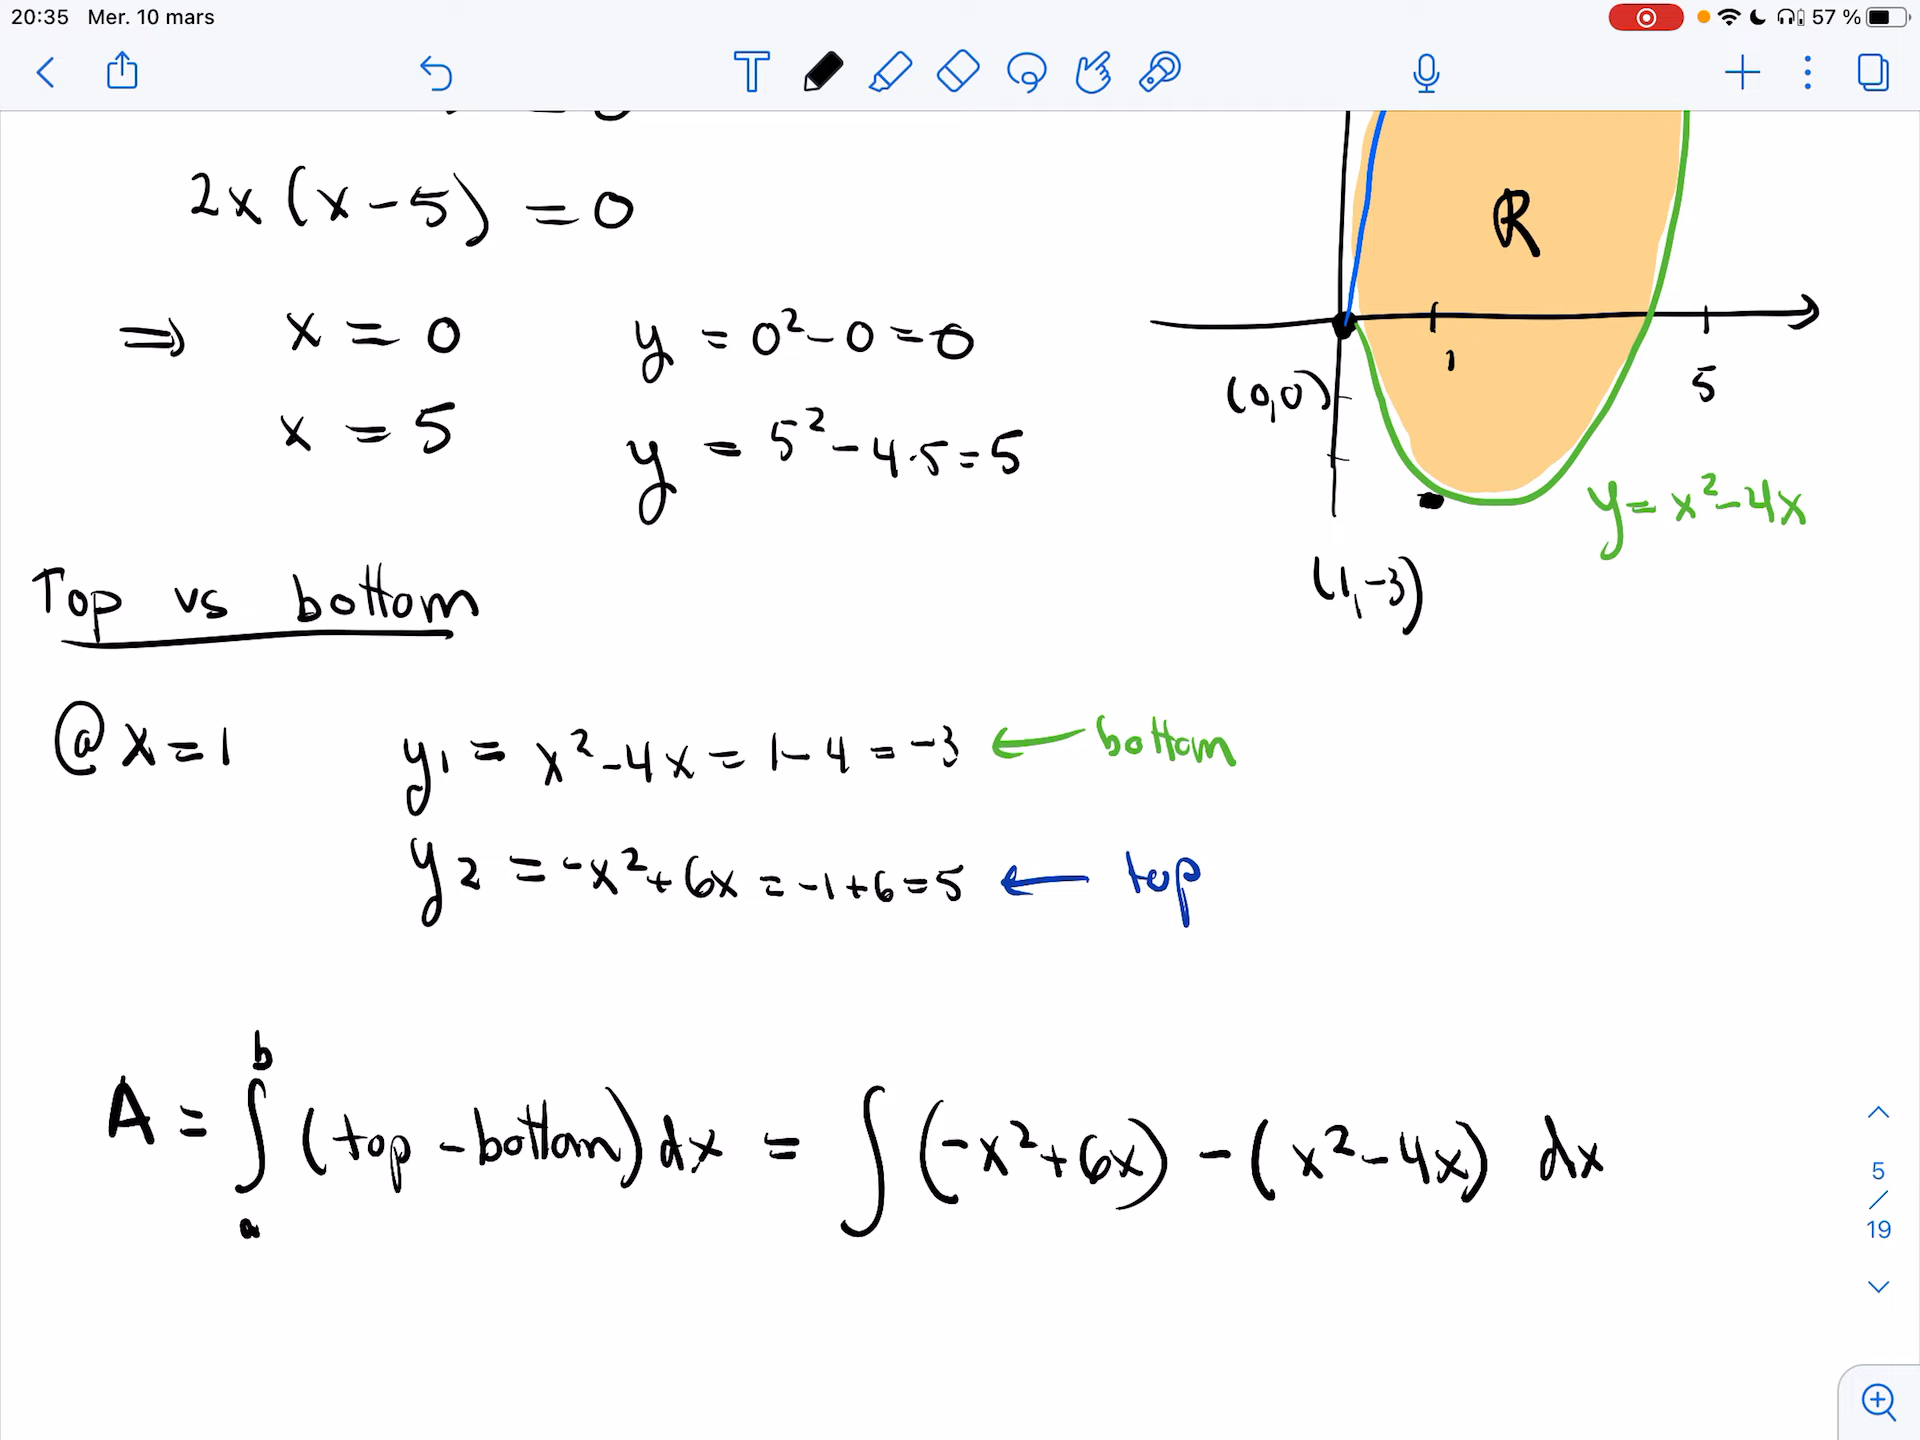 20:35 Mer. 10 mars 57 %
2x(x-5) = 0
R
⇒ x = 0 y = 0²-0=0
1
5
(0,0)
x = 5 y = 5²-4·5=5
y=x²-4x
(1,-3)
Top vs bottom
@x=1 y₁ = x²-4x = 1-4 = -3 ← bottom
y₂ = -x²+6x = -1+6=5 ← top
A = ∫ₐᵇ (top-bottom)dx = ∫(-x²+6x) - (x²-4x) dx
5
/
19